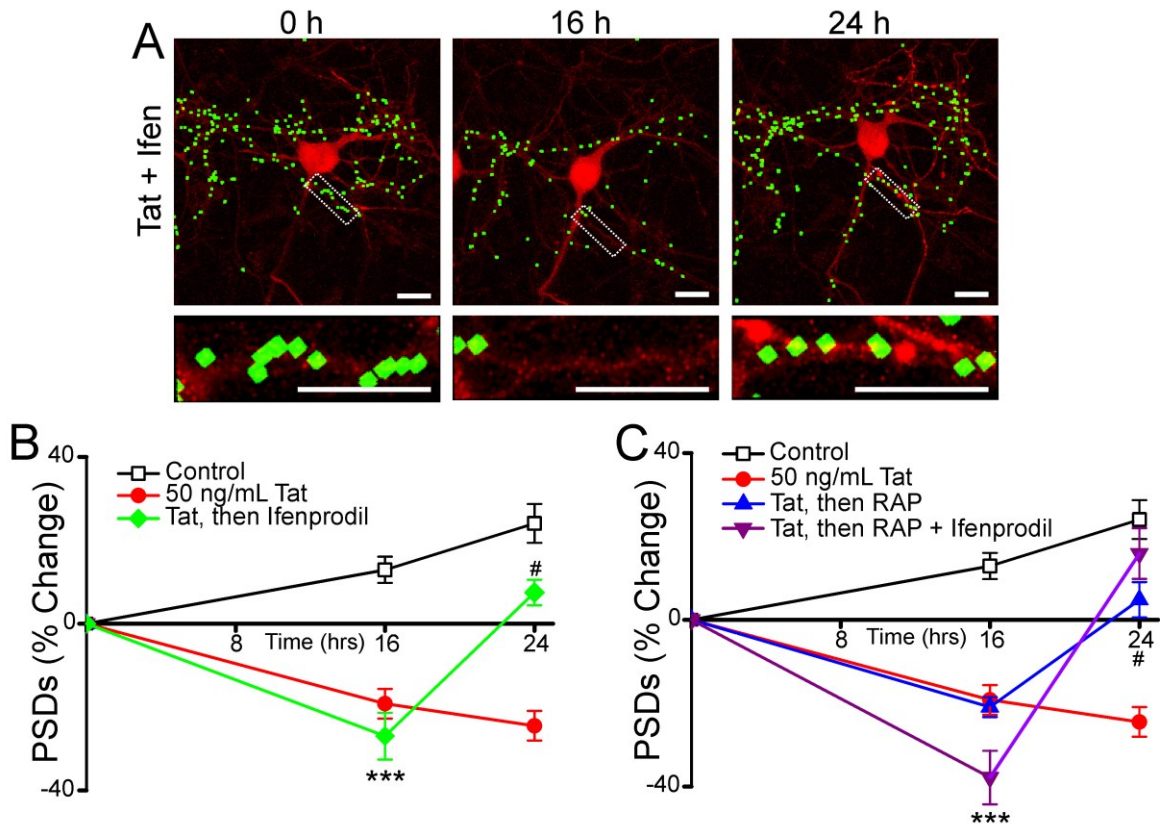 0 h
16 h
24 h
A
Tat + Ifen
B
40
Control
50 ng/mL Tat
Tat, then Ifenprodil
#
PSDs (% Change)
0
8
Time (hrs)
16
24
***
-40
C
40
Control
50 ng/mL Tat
Tat, then RAP
Tat, then RAP + Ifenprodil
PSDs (% Change)
0
8
Time (hrs)
16
24
#
***
-40